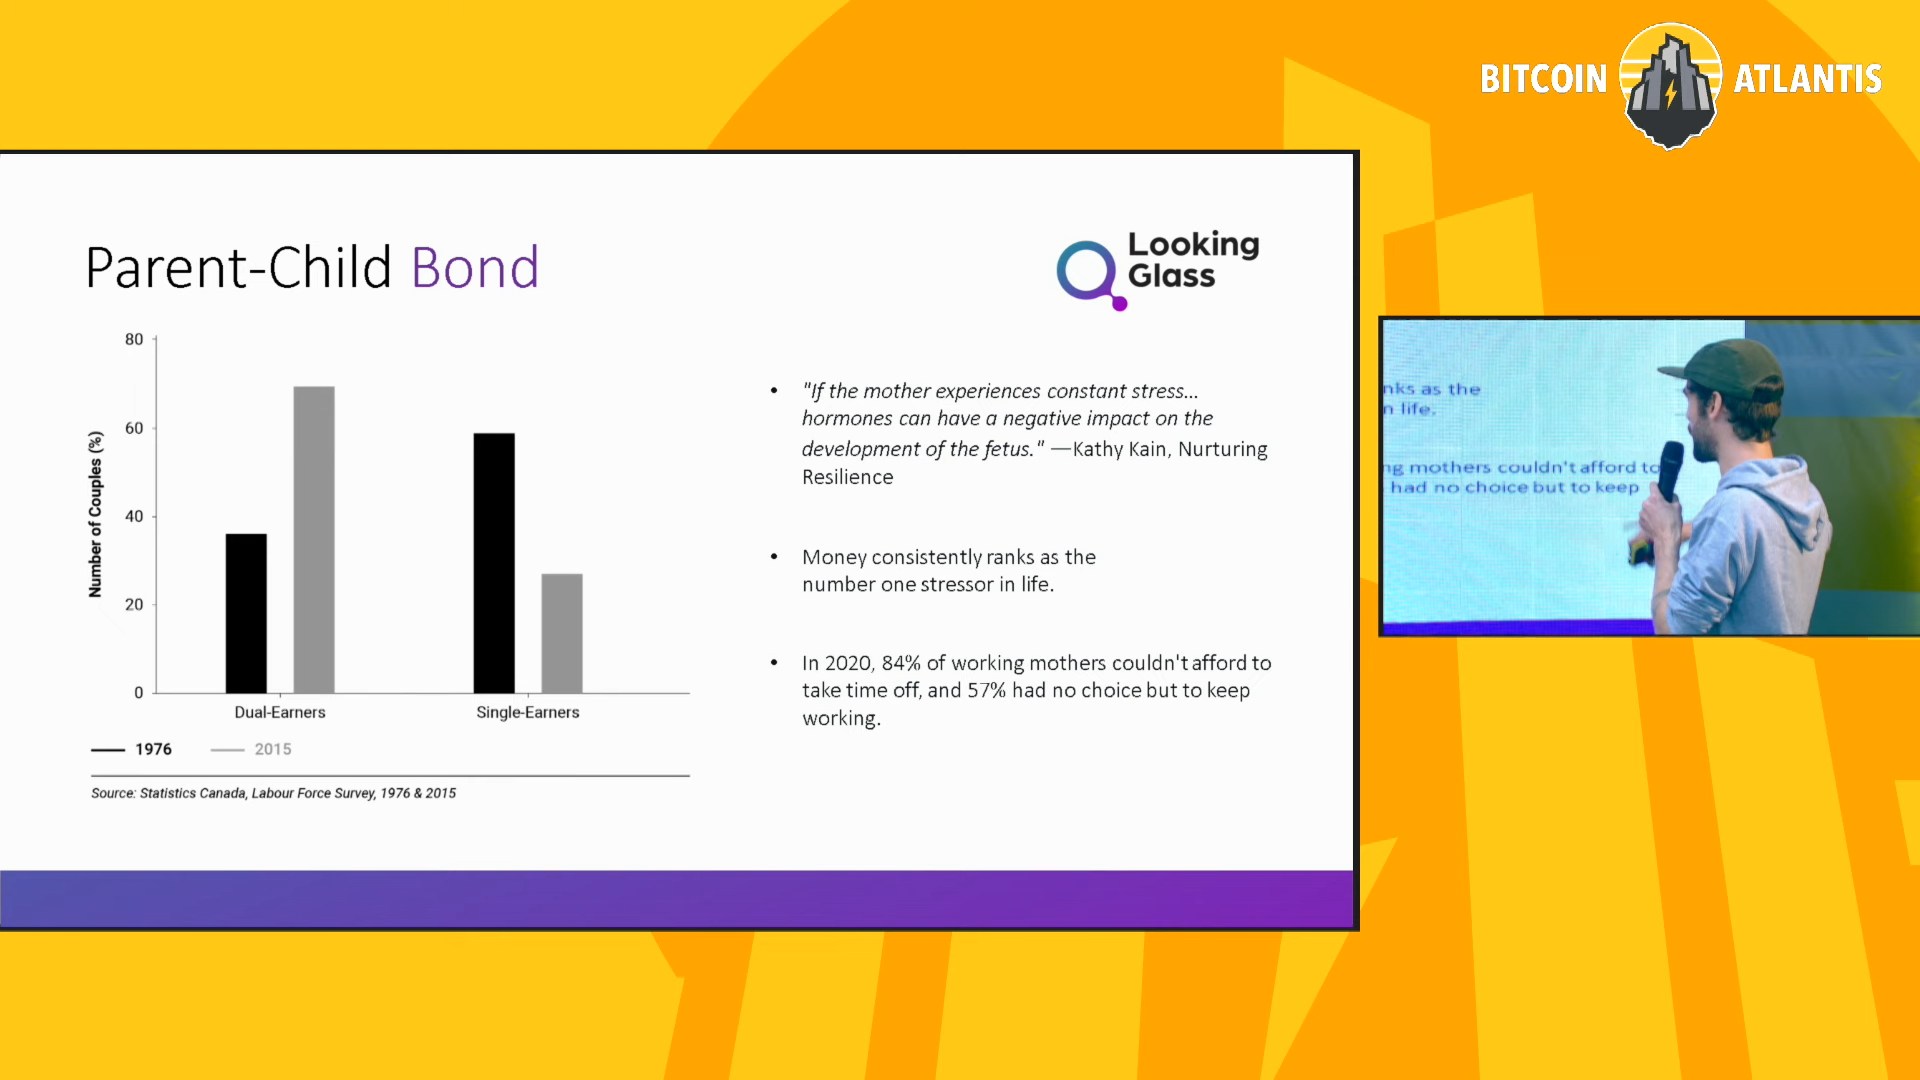 BITCOIN ATLANTIS
Parent-Child Bond
Looking
Glass
80
60
40
20
0
Number of Couples (%)
Dual-Earners
Single-Earners
1976
2015
Source: Statistics Canada, Labour Force Survey, 1976 & 2015
• "If the mother experiences constant stress...
hormones can have a negative impact on the
development of the fetus." —Kathy Kain, Nurturing
Resilience
• Money consistently ranks as the
number one stressor in life.
• In 2020, 84% of working mothers couldn't afford to
take time off, and 57% had no choice but to keep
working.
as the
life.
mothers couldn't afford to
had no choice but to keep